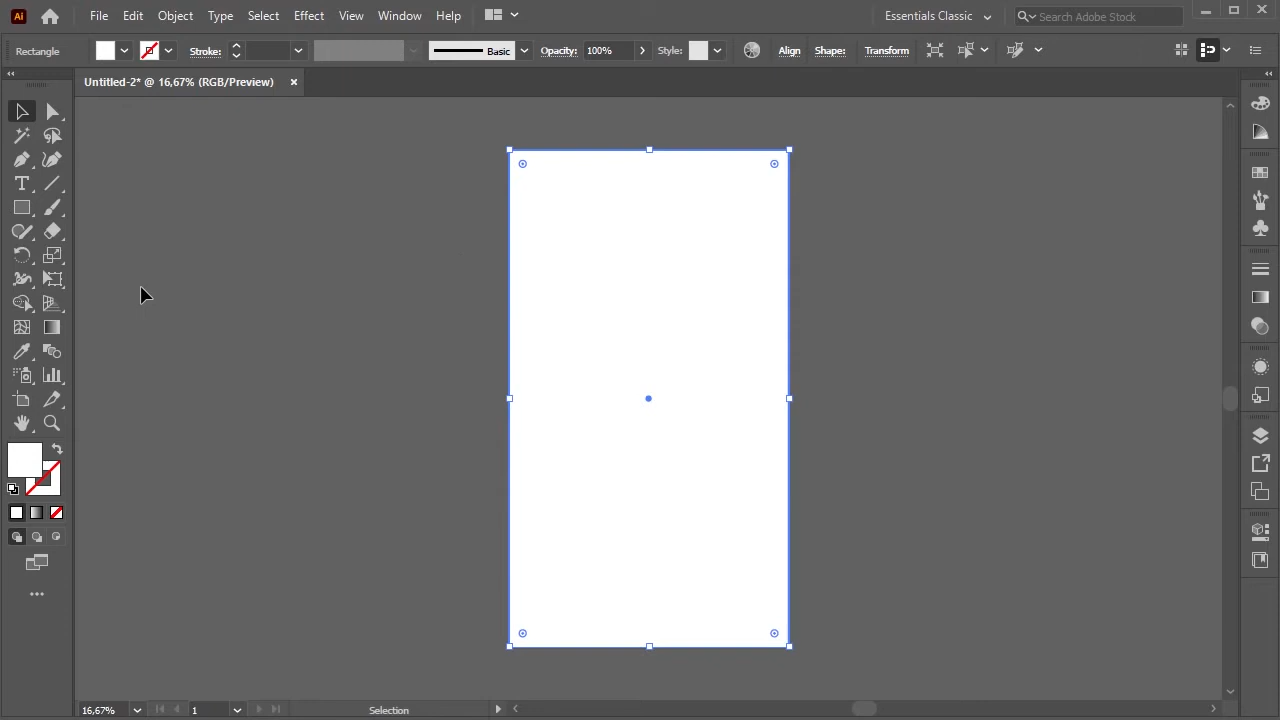 Ai File Edit Object Type Select Effect View Window Help Essentials Classic Search Adobe Stock
Rectangle Stroke: Basic Opacity: 100% Style: Align Shape: Transform
Untitled-2* @ 16,67% (RGB/Preview)
T
16,67% 1 Selection